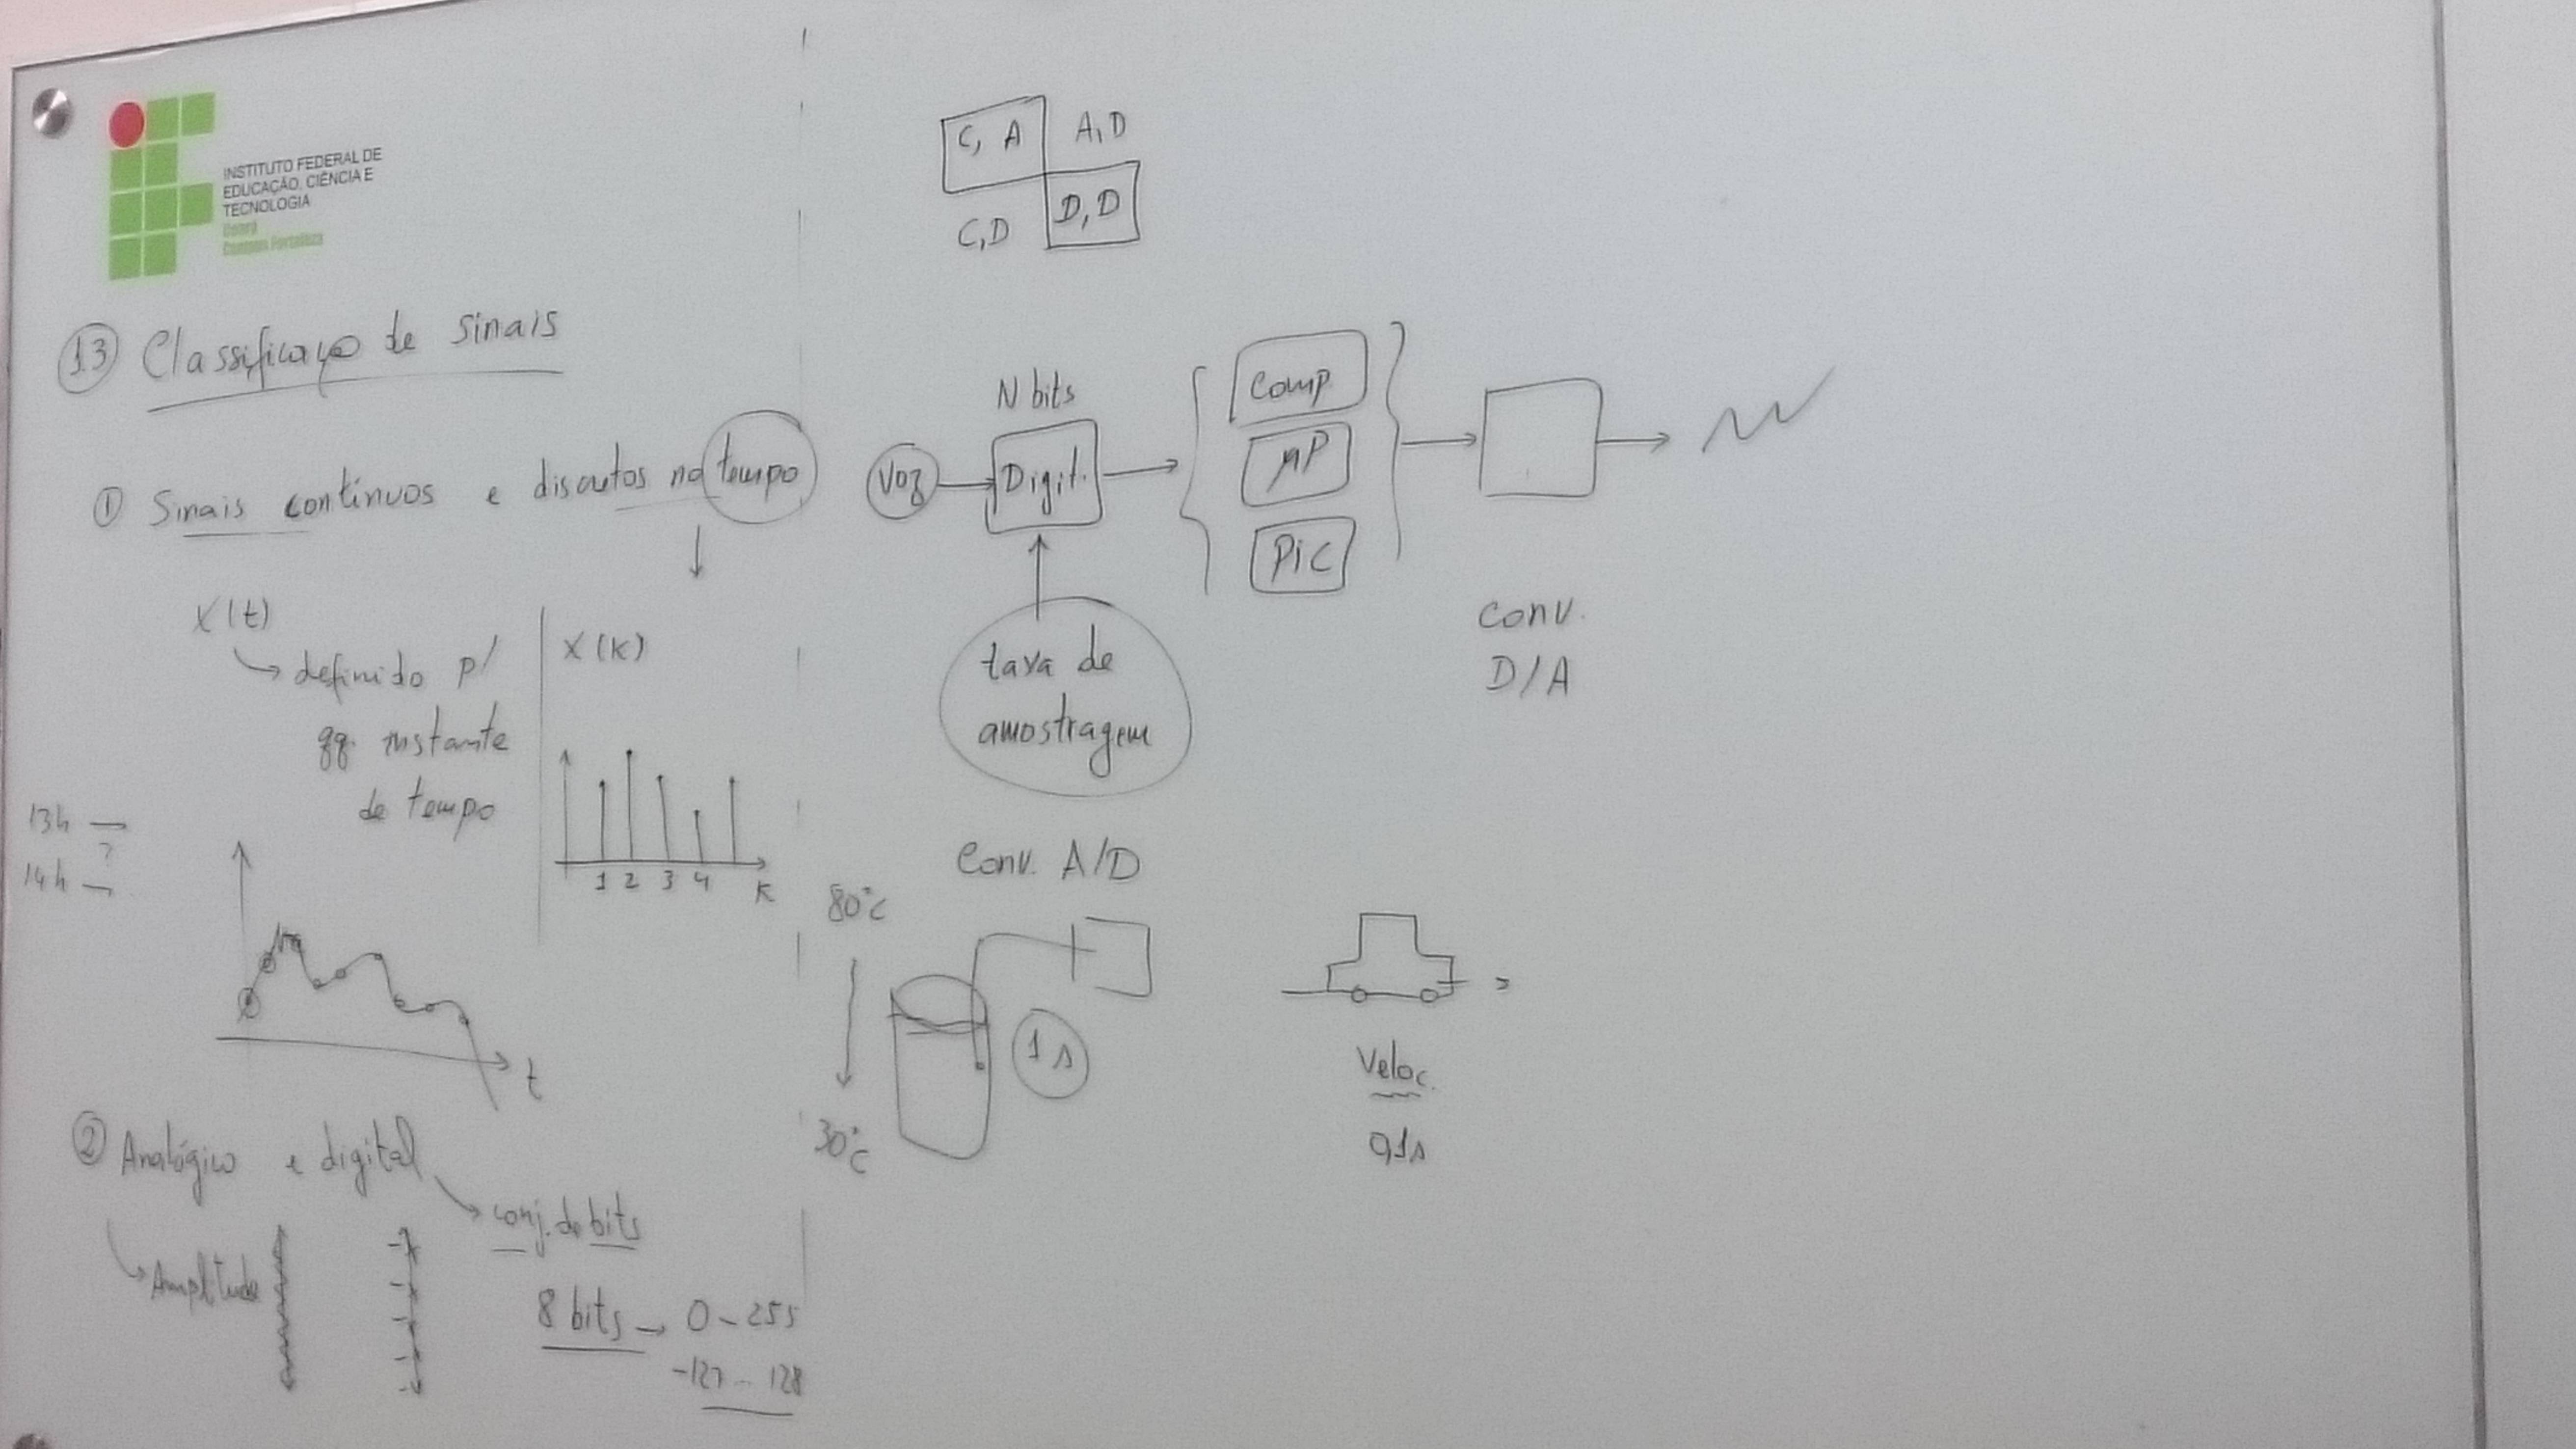 INSTITUTO FEDERAL DE
EDUCAÇÃO, CIÊNCIA E
TECNOLOGIA
Ceará
Campus Fortaleza
1.3 Classificação de Sinais
1 Sinais contínuos e discretos no tempo
X(t)
definido p/
qq. instante
de tempo
X(K)
1 2 3 4 K
13h
?
14h
t
2 Analógico e digital
conj. de bits
Amplitude
8 bits → 0 - 255
-127 - 128
C, A A, D
C, D D, D
N bits
Voz → Digit. →
Comp.
μP
PiC
taxa de
amostragem
Conv. A/D
Conv.
D/A
80°C
30°C
1s
Veloc.
0,1s